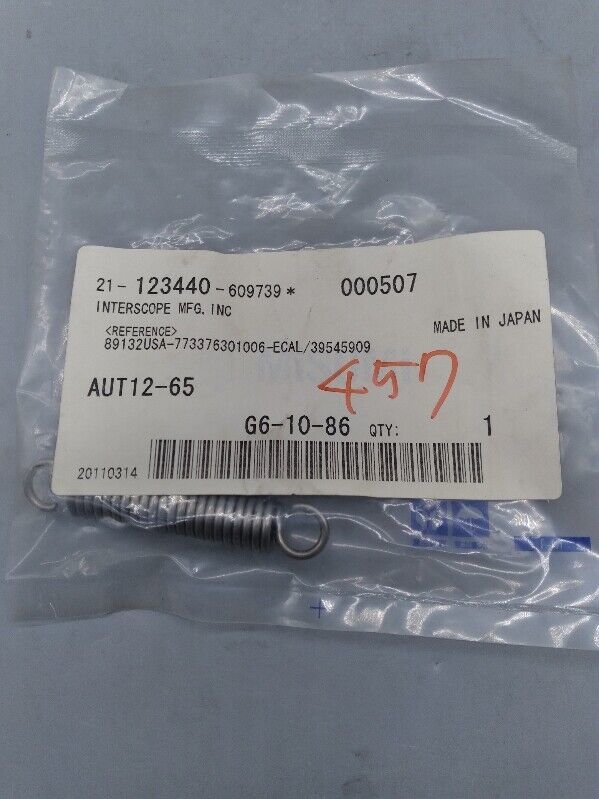 21-123440-609739* 000507
INTERSCOPE MFG. INC
<REFERENCE> MADE IN JAPAN
89132USA-773376301006-ECAL/39545909
AUT12-65 457
G6-10-86 QTY: 1
20110314